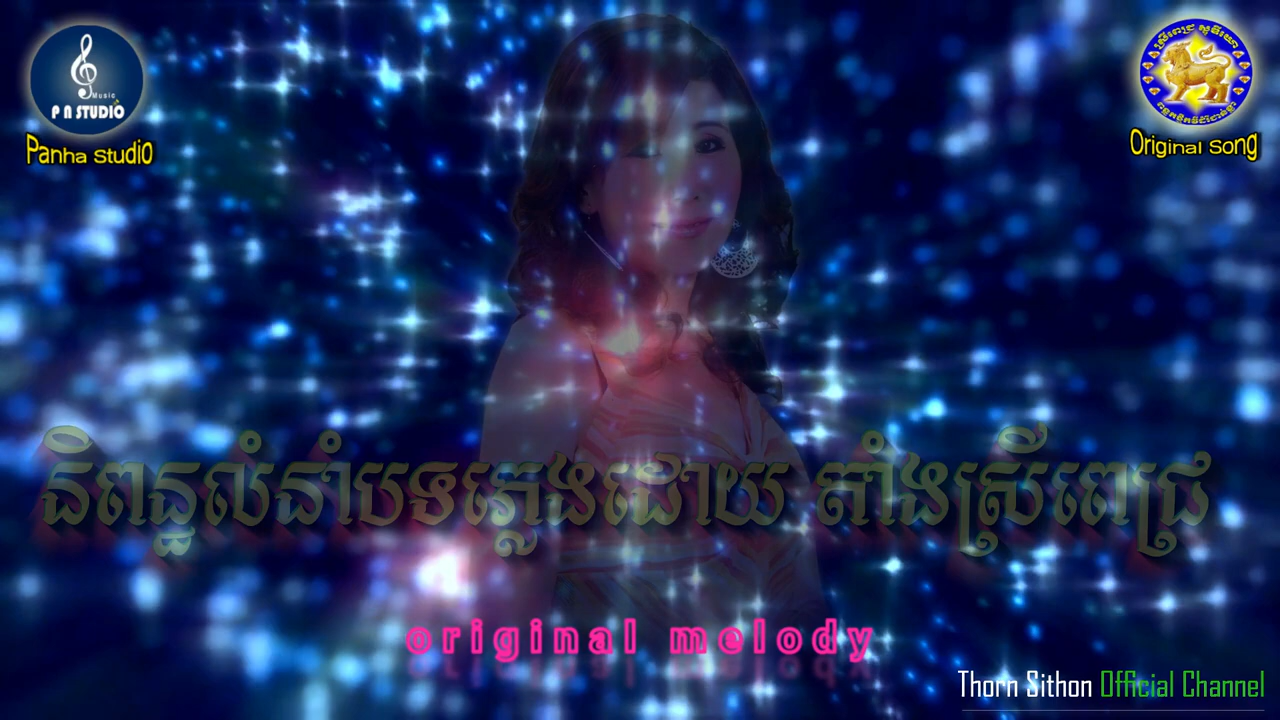 Music
P n STUDIO
Panha Studio
Original Song
និពន្ធលំនាំបទភ្លេងដោយ តាំងស្រីពេជ្រ
original melody
Thorn Sithon Official Channel